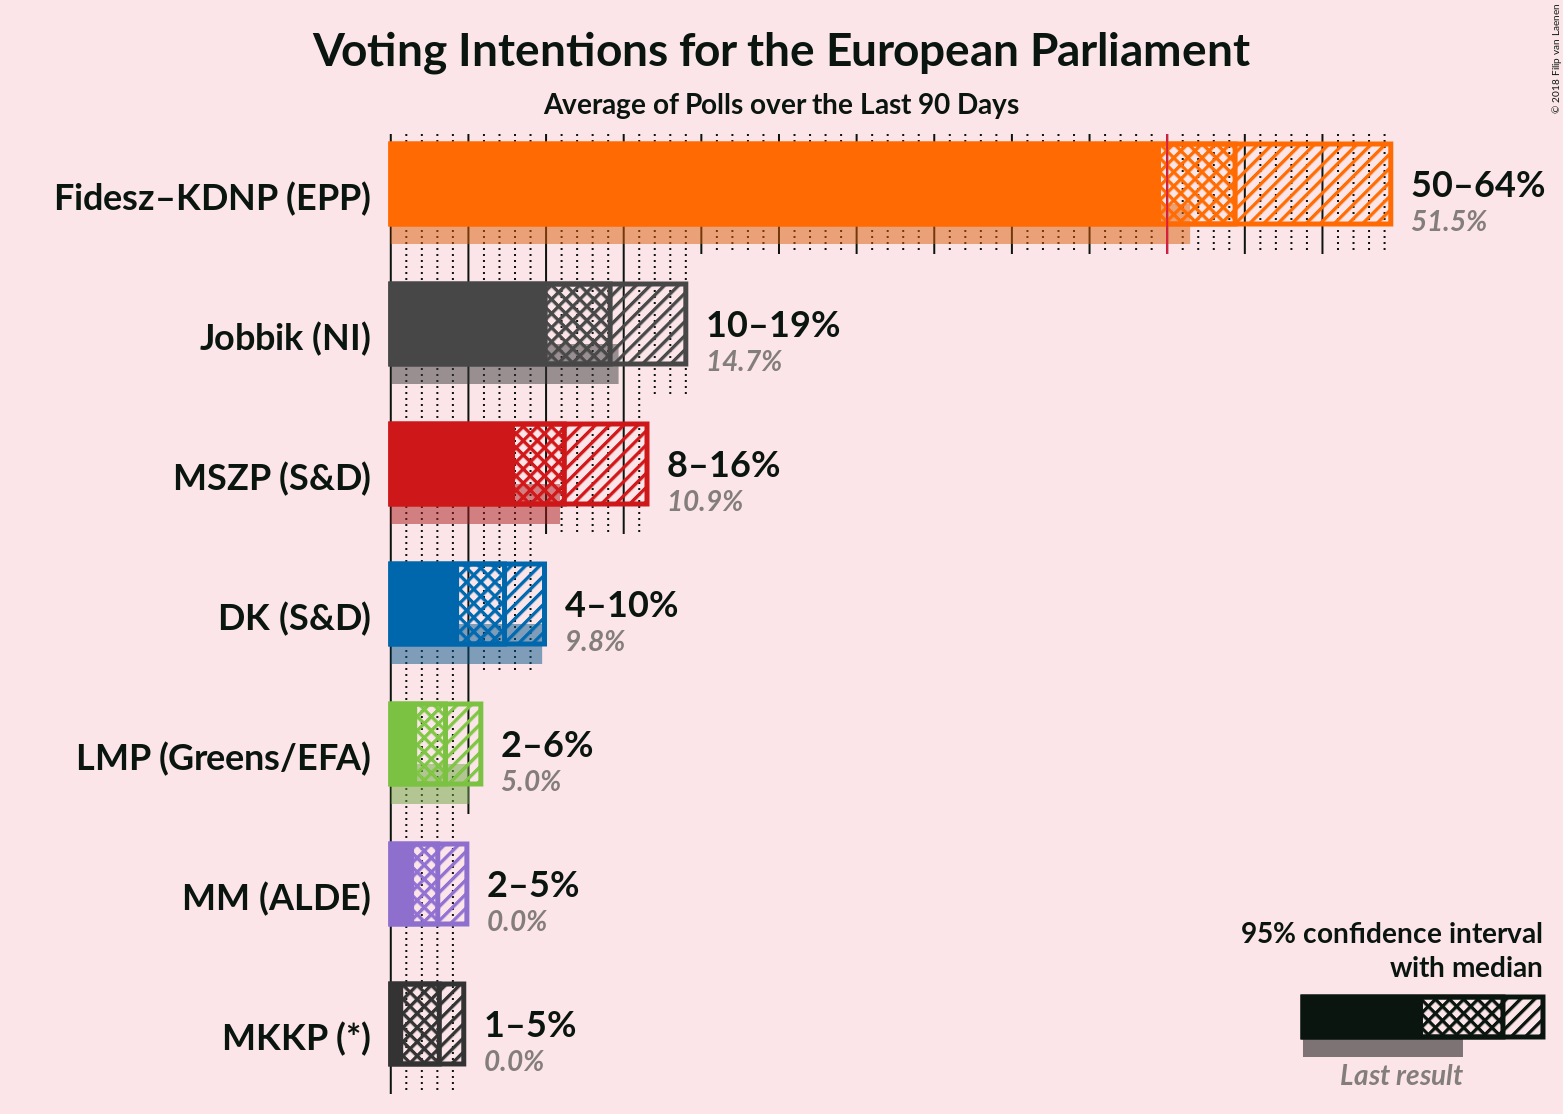 Voting Intentions for the European Parliament
Average of Polls over the Last 90 Days
© 2018 Filip van Laenen
Fidesz–KDNP (EPP)
50–64%
51.5%
Jobbik (NI)
10–19%
14.7%
MSZP (S&D)
8–16%
10.9%
DK (S&D)
4–10%
9.8%
LMP (Greens/EFA)
2–6%
5.0%
MM (ALDE)
2–5%
0.0%
MKKP (*)
1–5%
0.0%
95% confidence interval
with median
Last result